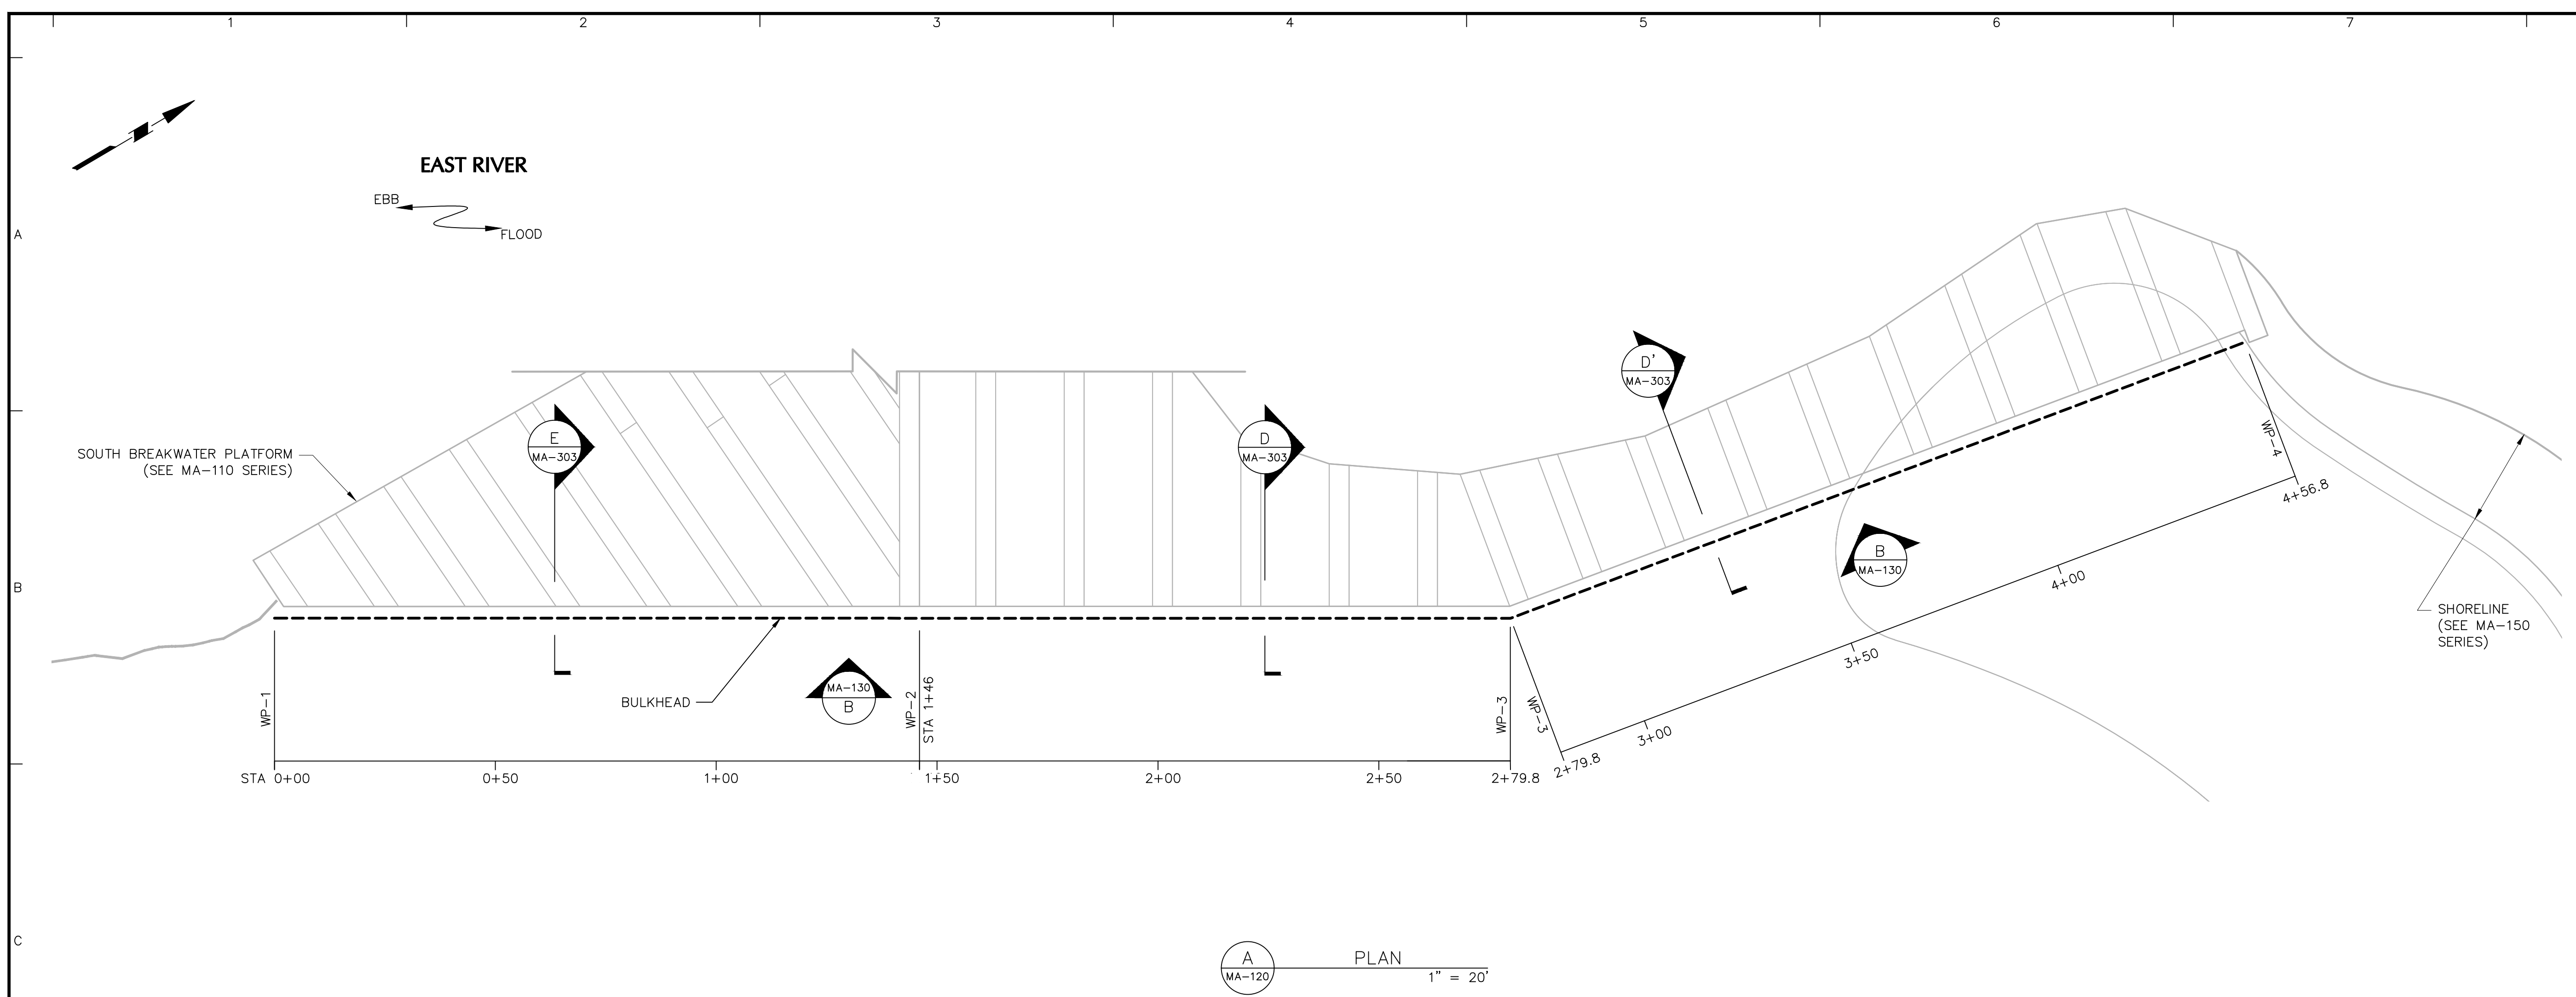 1 2 3 4 5 6 7
EAST RIVER
EBB
FLOOD
A
D'
MA-303
E
MA-303
D
MA-303
SOUTH BREAKWATER PLATFORM
(SEE MA-110 SERIES)
WP-4
4+56.8
B
MA-130
B
4+00
SHORELINE
(SEE MA-150
SERIES)
3+50
MA-130
B
BULKHEAD
WP-1
WP-2
STA 1+46
WP-3
WP-3
3+00
2+79.8
STA 0+00 0+50 1+00 1+50 2+00 2+50 2+79.8
C
A
MA-120
PLAN
1" = 20'